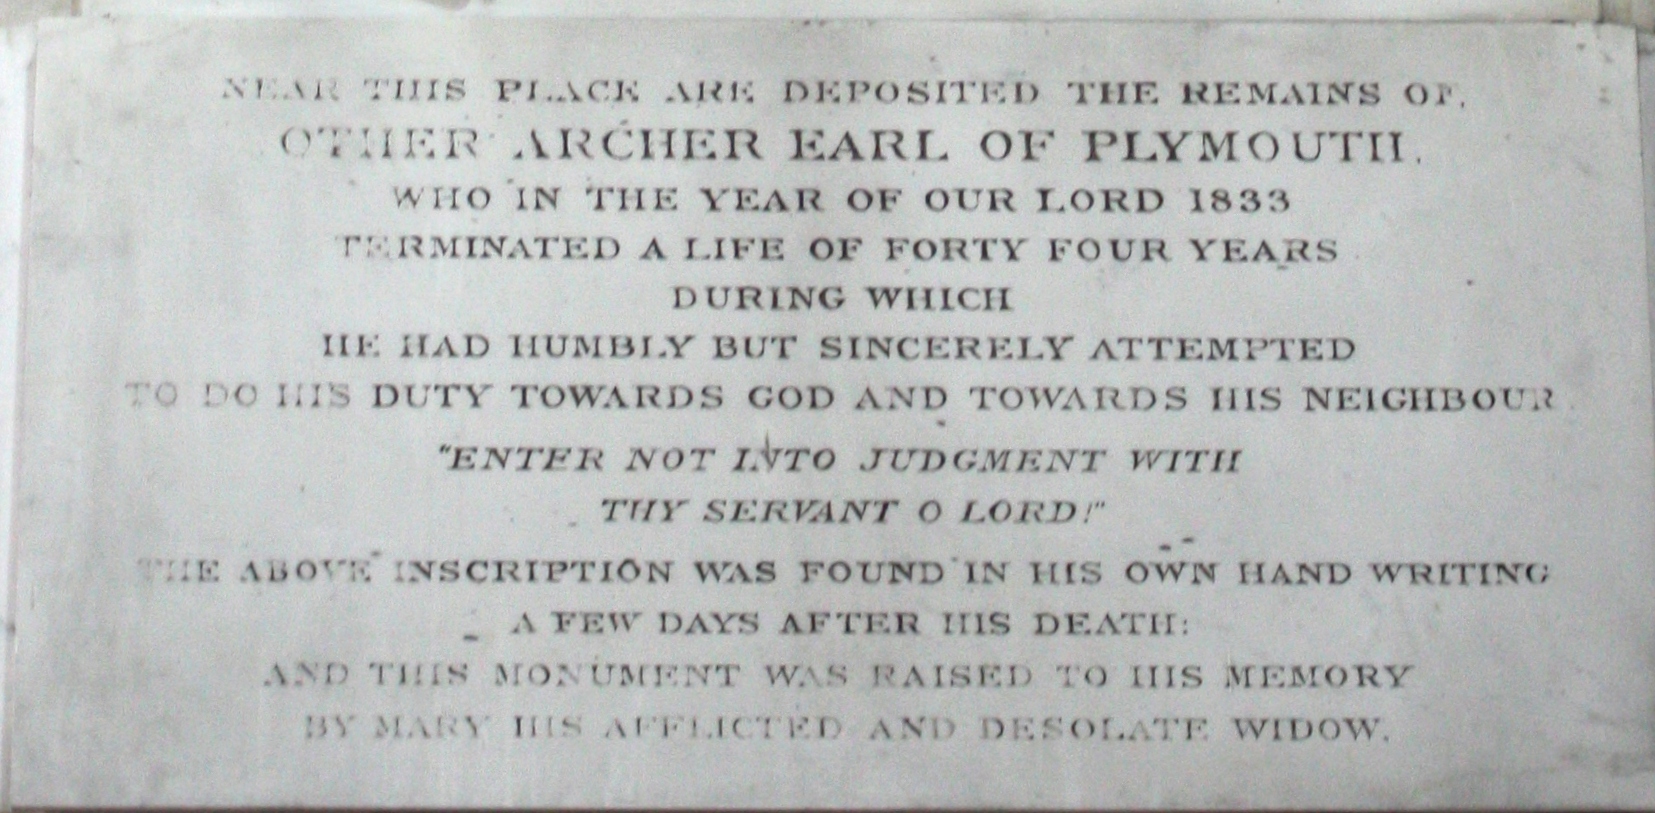 NEAR THIS PLACE ARE DEPOSITED THE REMAINS OF,
OTHER ARCHER EARL OF PLYMOUTH.
WHO IN THE YEAR OF OUR LORD 1833
TERMINATED A LIFE OF FORTY FOUR YEARS
DURING WHICH
HE HAD HUMBLY BUT SINCERELY ATTEMPTED
TO DO HIS DUTY TOWARDS GOD AND TOWARDS HIS NEIGHBOUR.
"ENTER NOT INTO JUDGMENT WITH
THY SERVANT O LORD!"
THE ABOVE INSCRIPTION WAS FOUND IN HIS OWN HAND WRITING
A FEW DAYS AFTER HIS DEATH:
AND THIS MONUMENT WAS RAISED TO HIS MEMORY
BY MARY HIS AFFLICTED AND DESOLATE WIDOW.